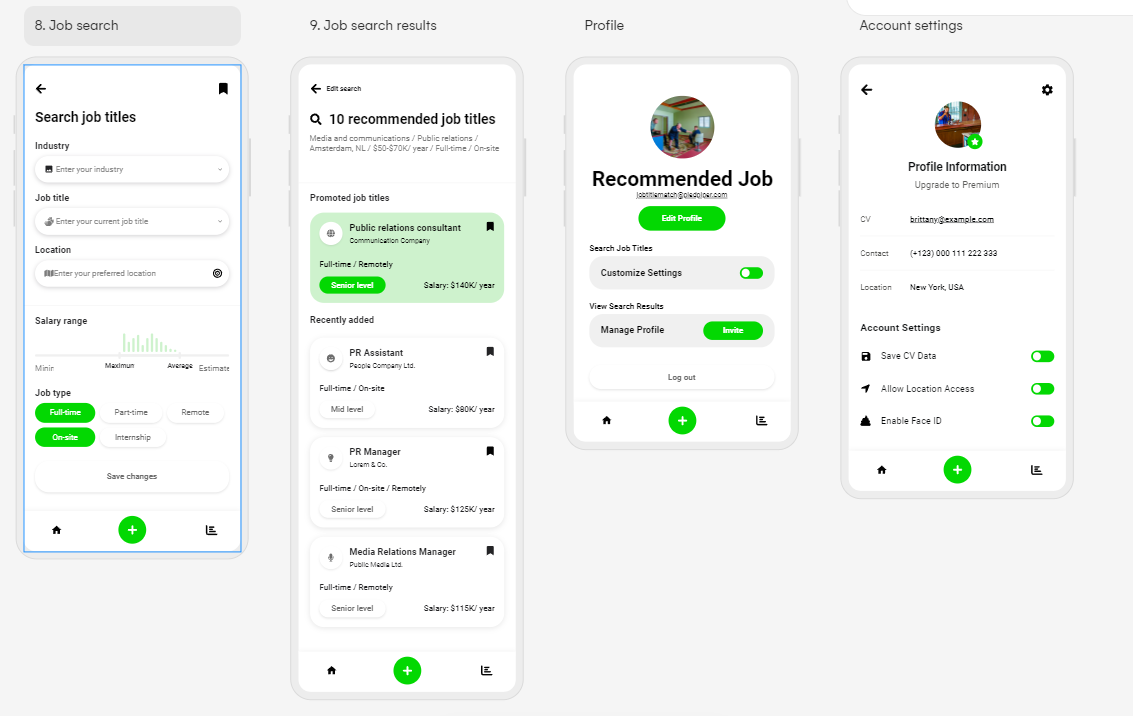 8. Job search
Search job titles
Industry
Enter your industry
Job title
Enter your current job title
Location
Enter your preferred location
Salary range
Minin
Maximun
Average
Estimate
Job type
Full-time
Part-time
Remote
On-site
Internship
Save changes
9. Job search results
Edit search
10 recommended job titles
Media and communications / Public relations /
Amsterdam, NL / $50-$70K/ year / Full-time / On-site
Promoted job titles
Public relations consultant
Communication Company
Full-time / Remotely
Senior level
Salary: $140K/ year
Recently added
PR Assistant
People Company Ltd.
Full-time / On-site
Mid level
Salary: $80K/ year
PR Manager
Lorem & Co.
Full-time / On-site / Remotely
Senior level
Salary: $125K/ year
Media Relations Manager
Public Media Ltd.
Full-time / Remotely
Senior level
Salary: $115K/ year
Profile
Recommended Job
Edit Profile
Search Job Titles
Customize Settings
View Search Results
Manage Profile
Invite
Log out
Account settings
Profile Information
Upgrade to Premium
CV
brittany@example.com
Contact
(+123) 000 111 222 333
Location
New York, USA
Account Settings
Save CV Data
Allow Location Access
Enable Face ID